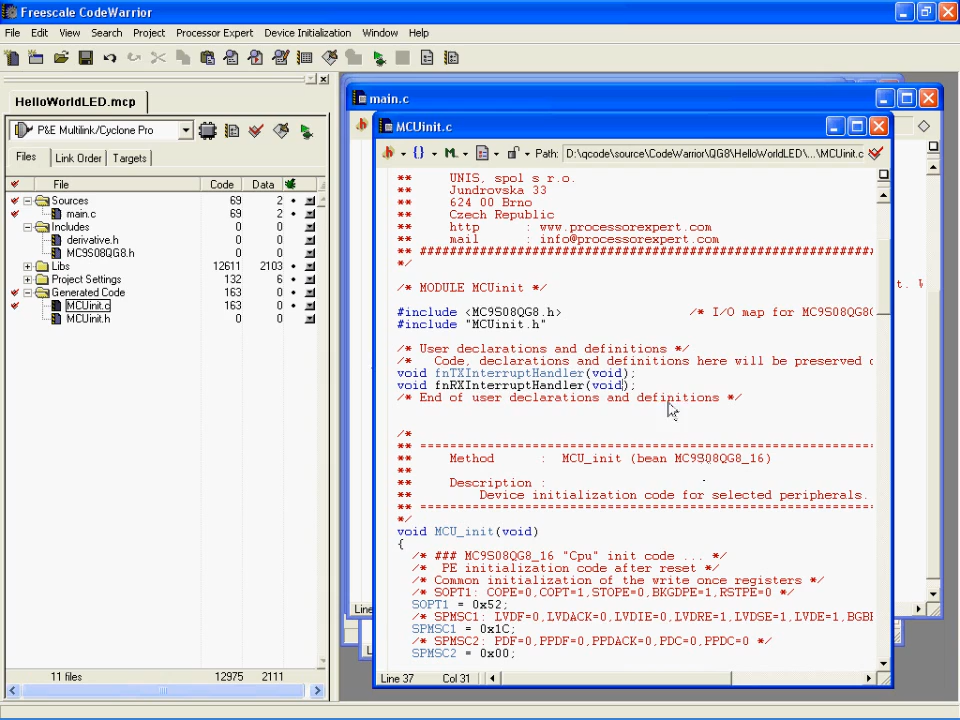 Freescale CodeWarrior
File Edit View Search Project Processor Expert Device Initialization Window Help
HelloWorldLED.mcp
P&E Multilink/Cyclone Pro
Files Link Order Targets
File Code Data
Sources 69 2
main.c 69 2
Includes 0 0
derivative.h 0 0
MC9S08QG8.h 0 0
Libs 12611 2103
Project Settings 132 6
Generated Code 163 0
MCUinit.c 163 0
MCUinit.h 0 0
11 files 12975 2111
main.c
MCUinit.c
Path: D:\qcode\source\CodeWarrior\QG8\HelloWorldLED\...\MCUinit.c
** UNIS, spol s r.o.
** Jundrovska 33
** 624 00 Brno
** Czech Republic
** http : www.processorexpert.com
** mail : info@processorexpert.com
** ################################################################
*/
/* MODULE MCUinit */
#include <MC9S08QG8.h> /* I/O map for MC9S08QG8
#include "MCUinit.h"
/* User declarations and definitions */
/* Code, declarations and definitions here will be preserved
void fnTXInterruptHandler(void);
void fnRXInterruptHandler(void);
/* End of user declarations and definitions */
/*
** ================================================================
** Method : MCU_init (bean MC9S08QG8_16)
**
** Description :
** Device initialization code for selected peripherals.
** ================================================================
*/
void MCU_init(void)
{
/* ### MC9S08QG8_16 "Cpu" init code ... */
/* PE initialization code after reset */
/* Common initialization of the write once registers */
/* SOPT1: COPE=0,COPT=1,STOPE=0,BKGDPE=1,RSTPE=0 */
SOPT1 = 0x52;
/* SPMSC1: LVDF=0,LVDACK=0,LVDIE=0,LVDRE=1,LVDSE=1,LVDE=1,BGB
SPMSC1 = 0x1C;
/* SPMSC2: PDF=0,PPDF=0,PPDACK=0,PDC=0,PPDC=0 */
SPMSC2 = 0x00;
Line 37 Col 31
Line